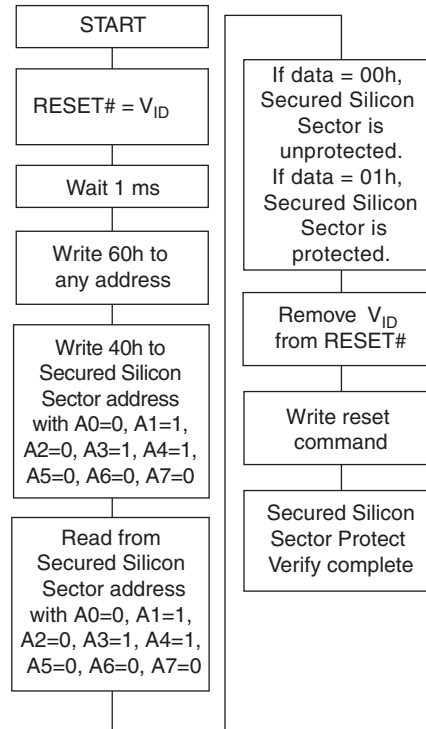 START
RESET# = VID
Wait 1 ms
Write 60h to
any address
Write 40h to
Secured Silicon
Sector address
with A0=0, A1=1,
A2=0, A3=1, A4=1,
A5=0, A6=0, A7=0
Read from
Secured Silicon
Sector address
with A0=0, A1=1,
A2=0, A3=1, A4=1,
A5=0, A6=0, A7=0
If data = 00h,
Secured Silicon
Sector is
unprotected.
If data = 01h,
Secured Silicon
Sector is
protected.
Remove VID
from RESET#
Write reset
command
Secured Silicon
Sector Protect
Verify complete